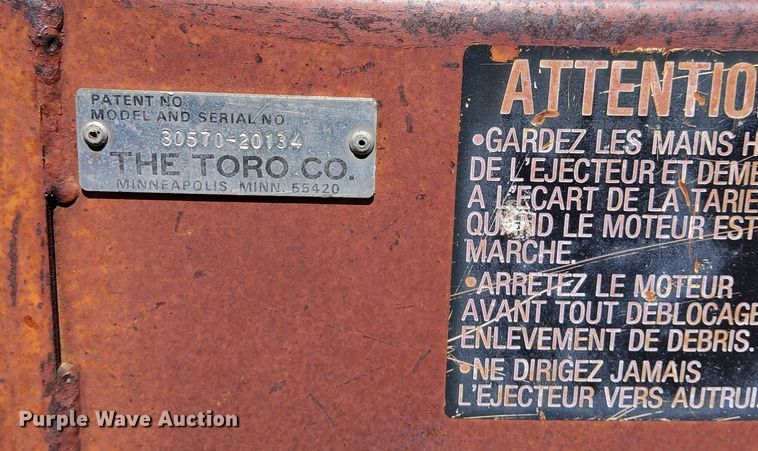 PATENT NO.
MODEL AND SERIAL NO
30570-20134
THE TORO CO.
MINNEAPOLIS, MINN. 55420
ATTENTIO
•GARDEZ LES MAINS H
DE L'EJECTEUR ET DEME
A L'ECART DE LA TARIE
QUAND LE MOTEUR EST
MARCHE.
•ARRETEZ LE MOTEUR
AVANT TOUT DEBLOCAGE
ENLEVEMENT DE DEBRIS.
•NE DIRIGEZ JAMAIS
L'EJECTEUR VERS AUTRUI.
Purple Wave Auction